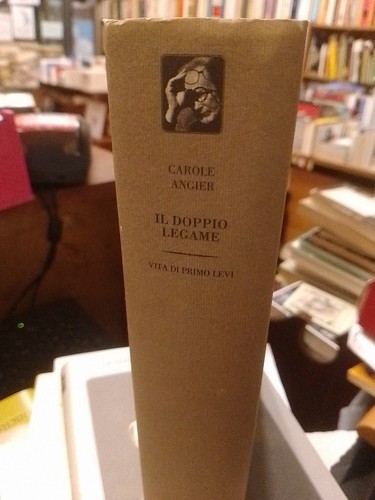 CAROLE
ANGIER
IL DOPPIO
LEGAME
VITA DI PRIMO LEVI